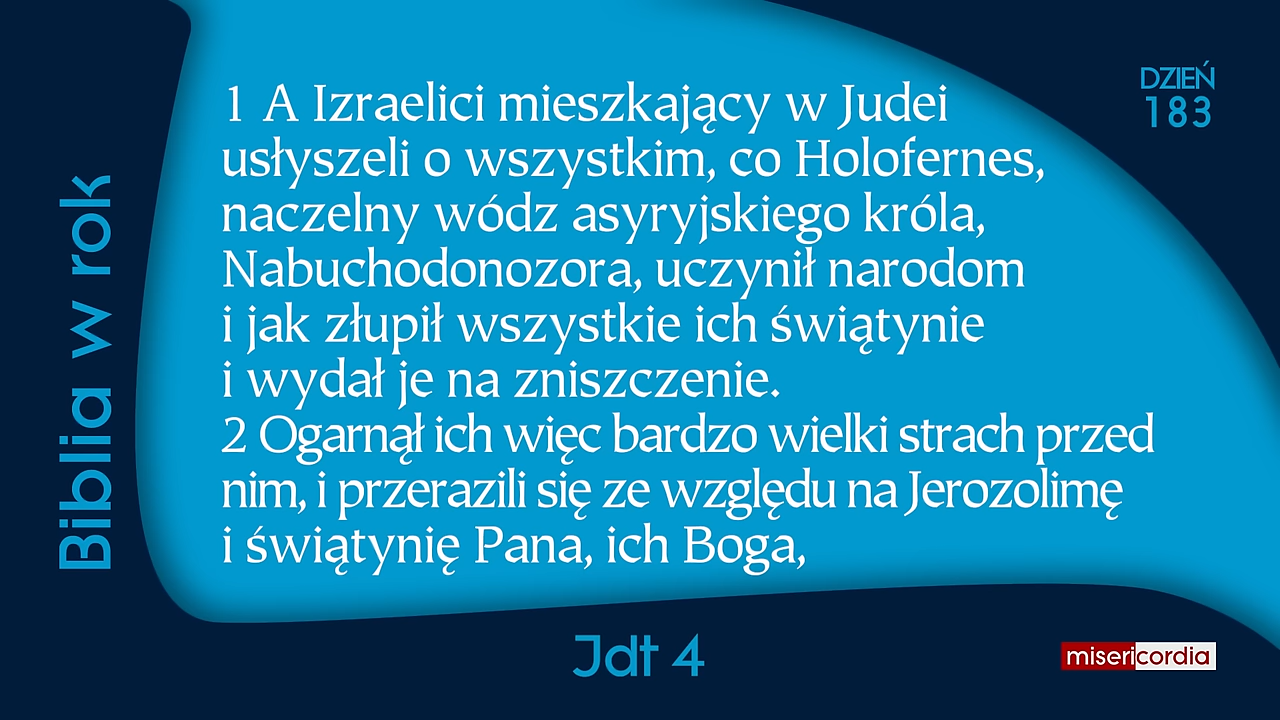 DZIEŃ
183
1 A Izraelici mieszkający w Judei
usłyszeli o wszystkim, co Holofernes,
naczelny wódz asyryjskiego króla,
Nabuchodonozora, uczynił narodom
i jak złupił wszystkie ich świątynie
i wydał je na zniszczenie.
2 Ogarnął ich więc bardzo wielki strach przed
nim, i przerazili się ze względu na Jerozolimę
i świątynię Pana, ich Boga,
Biblia w rok
Jdt 4
misericordia